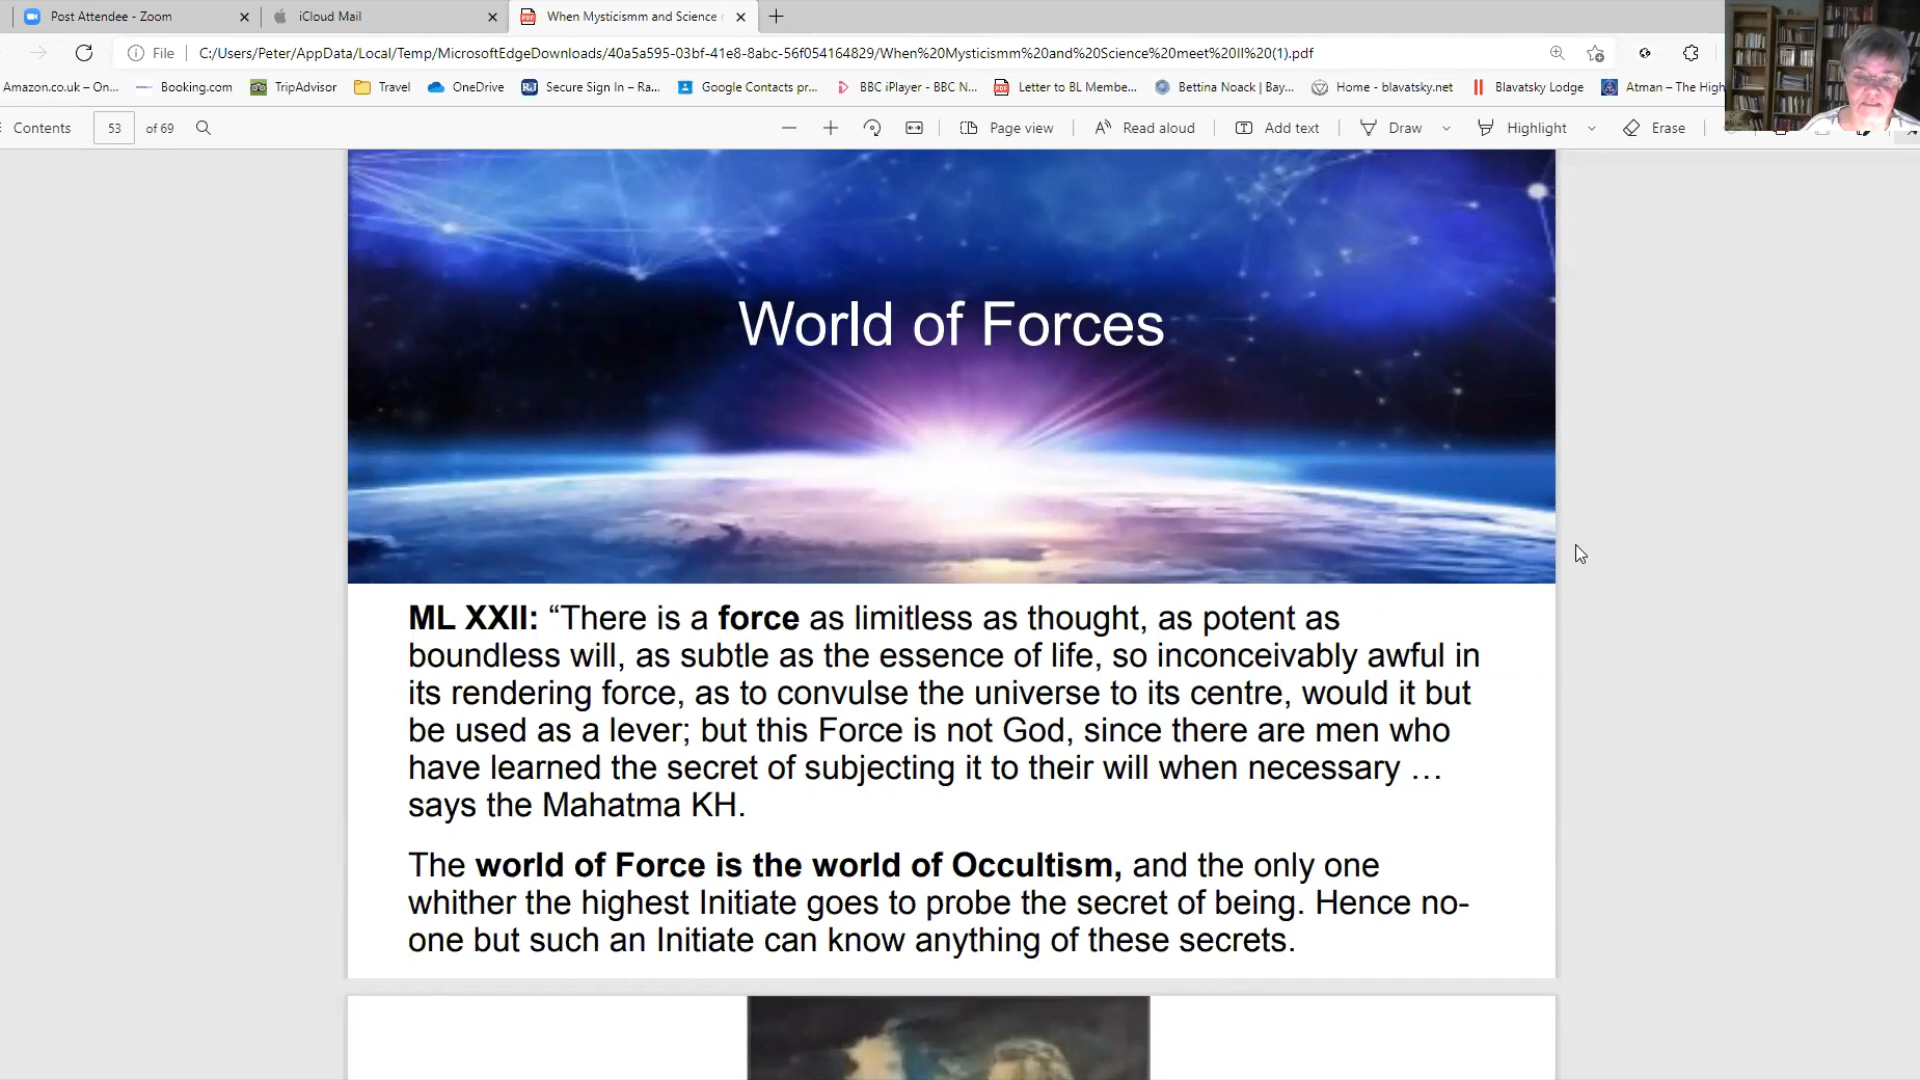 Post Attendee - Zoom
iCloud Mail
When Mysticismm and Science
File
C:/Users/Peter/AppData/Local/Temp/MicrosoftEdgeDownloads/40a5a595-03bf-41e8-8abc-56f054164829/When%20Mysticismm%20and%20Science%20meet%20II%20(1).pdf
Amazon.co.uk – On...
Booking.com
TripAdvisor
Travel
OneDrive
Secure Sign In – Ra...
Google Contacts pr...
BBC iPlayer - BBC N...
Letter to BL Membe...
Bettina Noack | Bay...
Home - blavatsky.net
Blavatsky Lodge
Atman – The High
Contents
53
of 69
Page view
Read aloud
Add text
Draw
Highlight
Erase
World of Forces
ML XXII: “There is a force as limitless as thought, as potent as
boundless will, as subtle as the essence of life, so inconceivably awful in
its rendering force, as to convulse the universe to its centre, would it but
be used as a lever; but this Force is not God, since there are men who
have learned the secret of subjecting it to their will when necessary …
says the Mahatma KH.
The world of Force is the world of Occultism, and the only one
whither the highest Initiate goes to probe the secret of being. Hence no-
one but such an Initiate can know anything of these secrets.